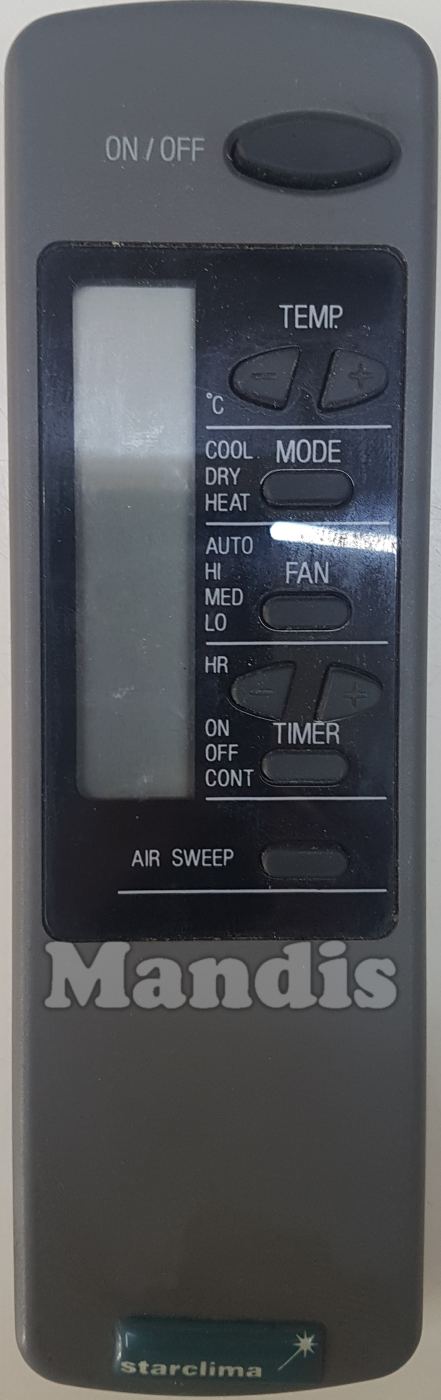 ON / OFF
TEMP.
− +
°C
COOL MODE
DRY
HEAT
AUTO
HI FAN
MED
LO
HR
− +
ON TIMER
OFF
CONT
AIR SWEEP
Mandis
starclima